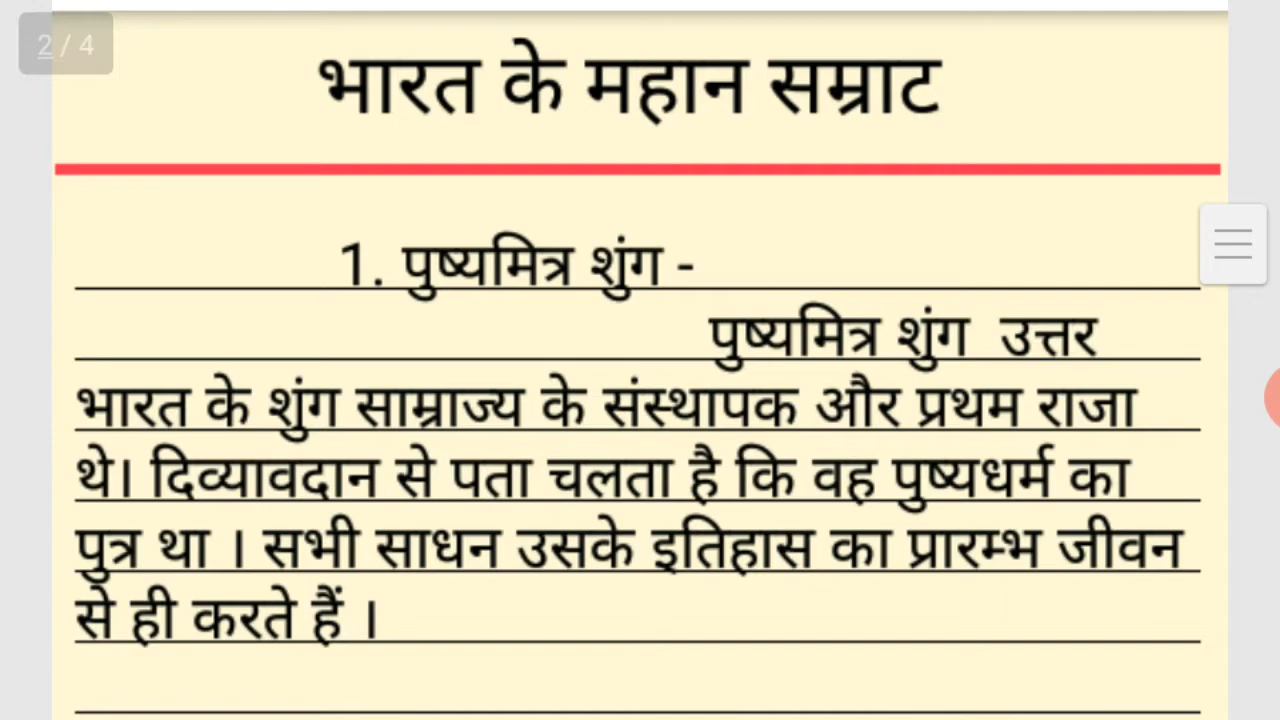 2 / 4
भारत के महान सम्राट
1. पुष्यमित्र शुंग -
पुष्यमित्र शुंग उत्तर
भारत के शुंग साम्राज्य के संस्थापक और प्रथम राजा
थे। दिव्यावदान से पता चलता है कि वह पुष्यधर्म का
पुत्र था । सभी साधन उसके इतिहास का प्रारम्भ जीवन
से ही करते हैं ।